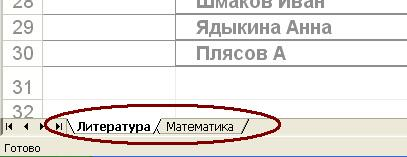 28 Шмаков Иван
29 Ядыкина Анна
30 Плясов А
31
32
Литература Математика
Готово